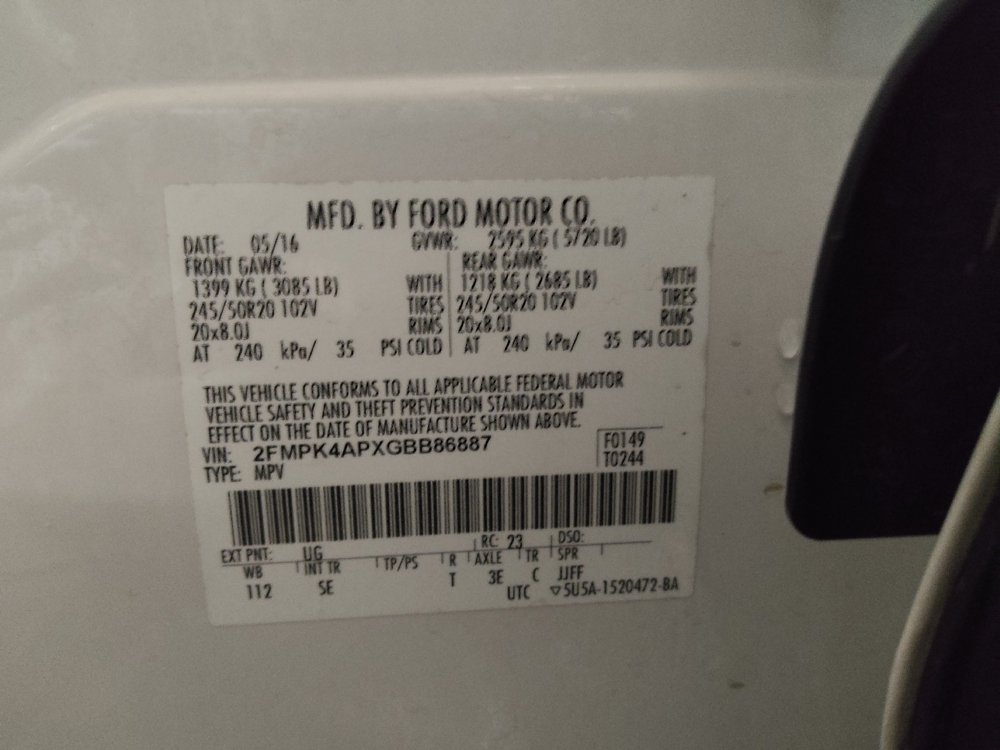 MFD. BY FORD MOTOR CO.
DATE: 05/16 GVWR: 2595 KG ( 5720 LB)
FRONT GAWR: REAR GAWR:
1399 KG ( 3085 LB) WITH 1218 KG ( 2685 LB) WITH
245/50R20 102V TIRES 245/50R20 102V TIRES
20x8.0J RIMS 20x8.0J RIMS
AT 240 kPa/ 35 PSI COLD AT 240 kPa/ 35 PSI COLD
THIS VEHICLE CONFORMS TO ALL APPLICABLE FEDERAL MOTOR
VEHICLE SAFETY AND THEFT PREVENTION STANDARDS IN
EFFECT ON THE DATE OF MANUFACTURE SHOWN ABOVE.
VIN: 2FMPK4APXGBB86887 F0149
TYPE: MPV T0244
EXT PNT: UG RC: 23 DSO:
WB INT TR TP/PS R AXLE TR SPR
112 SE T 3E C JJFF
UTC ▽5U5A-1520472-BA